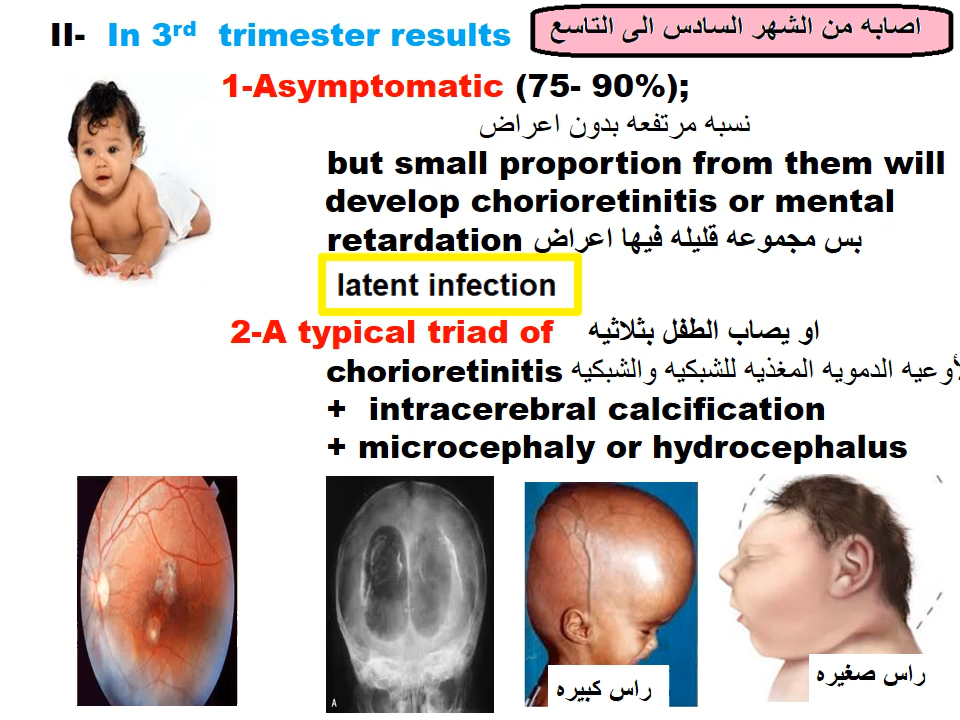 II- In 3rd trimester results
اصابه من الشهر السادس الى التاسع
1-Asymptomatic (75- 90%);
نسبه مرتفعه بدون اعراض
but small proportion from them will
develop chorioretinitis or mental
retardation بس مجموعه قليله فيها اعراض
latent infection
2-A typical triad of او يصاب الطفل بثلاثيه
chorioretinitis لأوعيه الدمويه المغذيه للشبكيه والشبكيه
+ intracerebral calcification
+ microcephaly or hydrocephalus
A
راس كبيره
راس صغيره